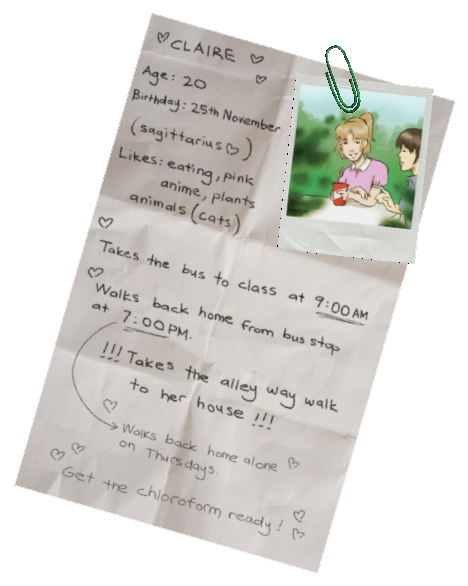 ♡ CLAIRE ♡
Age: 20 ♡
Birthday: 25th November
(sagittarius♡)
Likes: eating, pink
anime, plants
animals (cats)
♡
Takes the bus to class at 9:00AM
♡
Walks back home from bus stop
at 7:00PM.
!!! Takes the alley way walk
to her house !!!
♡
Walks back home alone ♡
on Thursdays.
♡ ♡
Get the chloroform ready! ♡ ♡